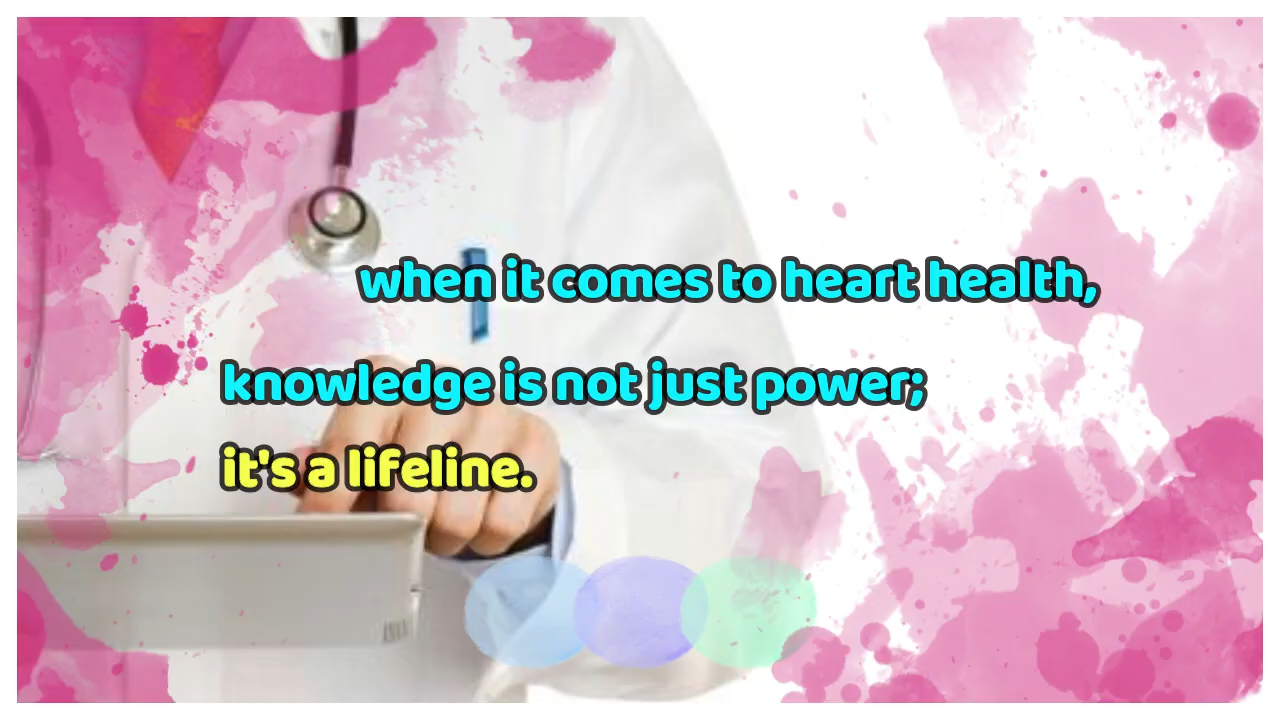 when it comes to heart health,
knowledge is not just power;
it's a lifeline.